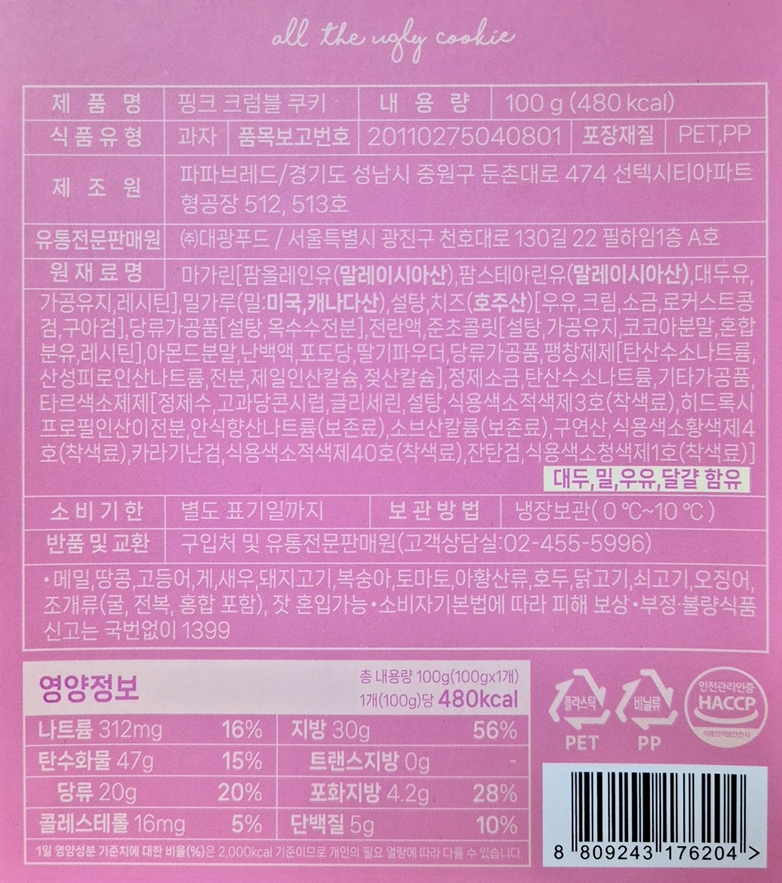 all the ugly cookie
제 품 명 핑크 크럼블 쿠키 내 용 량 100 g (480 kcal)
식품유형 과자 품목보고번호 20110275040801 포장재질 PET,PP
제 조 원 파파브레드/경기도 성남시 중원구 둔촌대로 474 선텍시티아파트
형공장 512, 513호
유통전문판매원 ㈜대광푸드 / 서울특별시 광진구 천호대로 130길 22 필하임1층 A호
원재료명 마가린[팜올레인유(말레이시아산),팜스테아린유(말레이시아산),대두유,
가공유지,레시틴],밀가루(밀:미국,캐나다산),설탕,치즈(호주산)[우유,크림,소금,로커스트콩
검,구아검],당류가공품[설탕,옥수수전분],전란액,준초콜릿[설탕,가공유지,코코아분말,혼합
분유,레시틴],아몬드분말,난백액,포도당,딸기파우더,당류가공품,팽창제제[탄산수소나트륨,
산성피로인산나트륨,전분,제일인산칼슘,젖산칼슘],정제소금,탄산수소나트륨,기타가공품,
타르색소제제[정제수,고과당콘시럽,글리세린,설탕,식용색소적색제3호(착색료),히드록시
프로필인산이전분,안식향산나트륨(보존료),소브산칼륨(보존료),구연산,식용색소황색제4
호(착색료),카라기난검,식용색소적색제40호(착색료),잔탄검,식용색소청색제1호(착색료)]
대두,밀,우유,달걀 함유
소비기한 별도 표기일까지 보관방법 냉장보관( 0 ℃~10 ℃ )
반품 및 교환 구입처 및 유통전문판매원(고객상담실:02-455-5996)
•메밀,땅콩,고등어,게,새우,돼지고기,복숭아,토마토,아황산류,호두,닭고기,쇠고기,오징어,
조개류(굴, 전복, 홍합 포함), 잣 혼입가능•소비자기본법에 따라 피해 보상•부정·불량식품
신고는 국번없이 1399
영양정보 총 내용량 100g(100gx1개)
1개(100g)당 480kcal
나트륨 312mg 16% 지방 30g 56%
탄수화물 47g 15% 트랜스지방 0g -
당류 20g 20% 포화지방 4.2g 28%
콜레스테롤 16mg 5% 단백질 5g 10%
1일 영양성분 기준치에 대한 비율(%)은 2,000kcal 기준이므로 개인의 필요 열량에 따라 다를 수 있습니다.
플라스틱 비닐류 안전관리인증
PET PP HACCP
식품의약품안전처
8 809243 176204 >